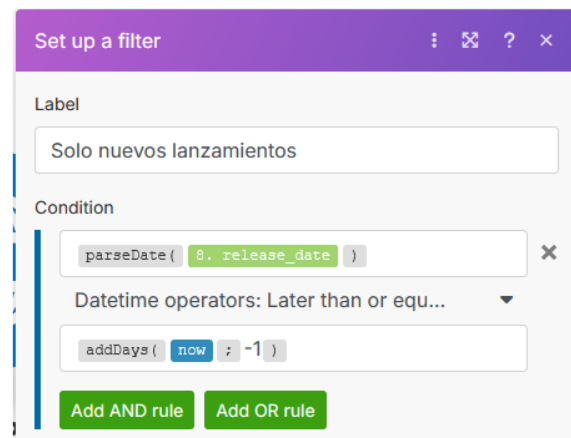 Set up a filter ?
Label
Solo nuevos lanzamientos
Condition
parseDate( 8. release_date )
Datetime operators: Later than or equ...
addDays( now ; -1 )
Add AND rule Add OR rule